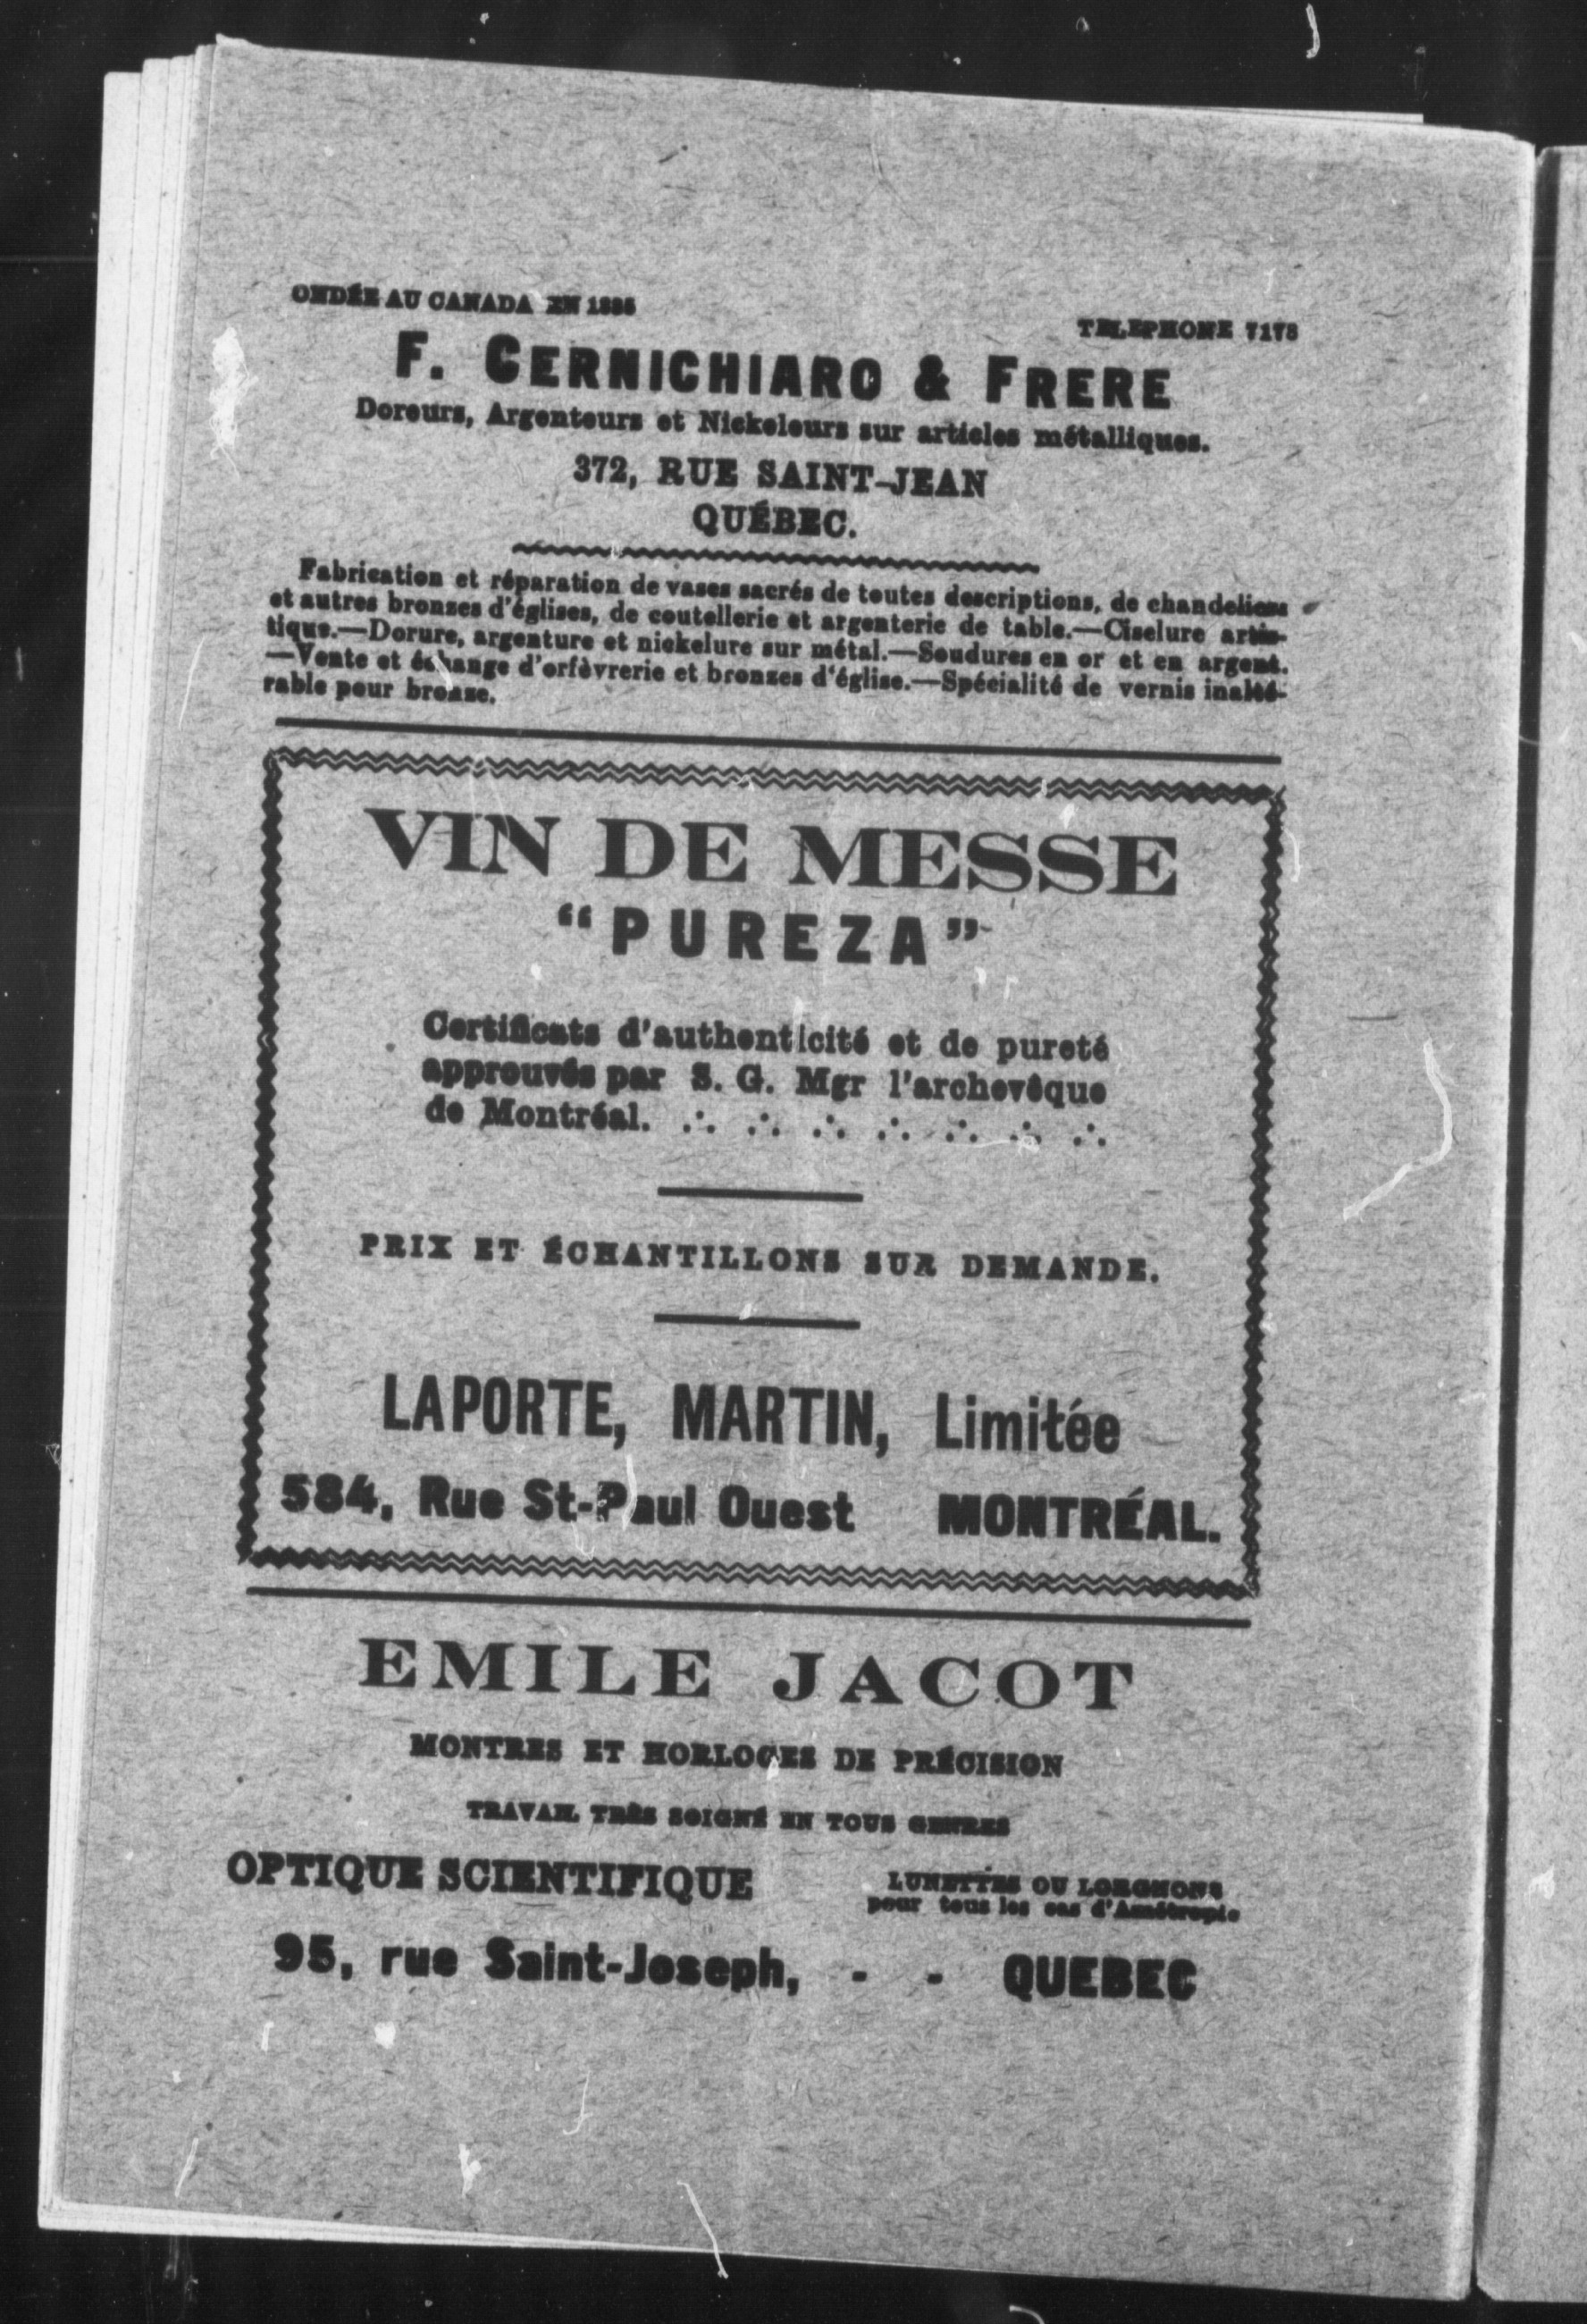 ONDÉE AU CANADA EN
TELEPHONE
F. CERNICHIARO & FRERE
Doreurs, Argenteurs et Nickeleurs sur articles métalliques.
372, RUE SAINT-JEAN
QUÉBEC.
Fabrication et réparation de vases sacrés de toutes descriptions, de chandeliers
et autres bronzes d'églises, de coutellerie et argenterie de table.—Ciselure artis-
tique.—Dorure, argenture et nickelure sur métal.—Soudures en or et en argent.
—Vente et échange d'orfèvrerie et bronzes d'église.—Spécialité de vernis inalté-
rable pour bronze.
VIN DE MESSE
"PUREZA"
Certificats d'authenticité et de pureté
approuvés par S. G. Mgr l'archevêque
de Montréal. ∴ ∴ ∴ ∴ ∴ ∴ ∴
PRIX ET ÉCHANTILLONS SUR DEMANDE.
LAPORTE, MARTIN, Limitée
584, Rue St-Paul Ouest MONTRÉAL.
EMILE JACOT
MONTRES ET HORLOGES DE PRÉCISION
TRAVAIL TRÈS SOIGNÉ EN TOUS GENRES
OPTIQUE SCIENTIFIQUE
LUNETTES OU LORGNONS
pour tous les cas d'Amétropie
95, rue Saint-Joseph, - - QUEBEC